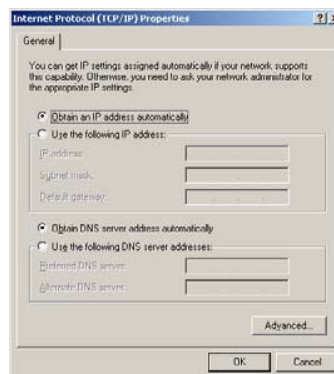 Internet Protocol (TCP/IP) Properties
General
You can get IP settings assigned automatically if your network supports
this capability. Otherwise, you need to ask your network administrator for
the appropriate IP settings.
Obtain an IP address automatically
Use the following IP address:
IP address:
Subnet mask:
Default gateway:
Obtain DNS server address automatically
Use the following DNS server addresses:
Preferred DNS server:
Alternate DNS server:
Advanced...
OK
Cancel